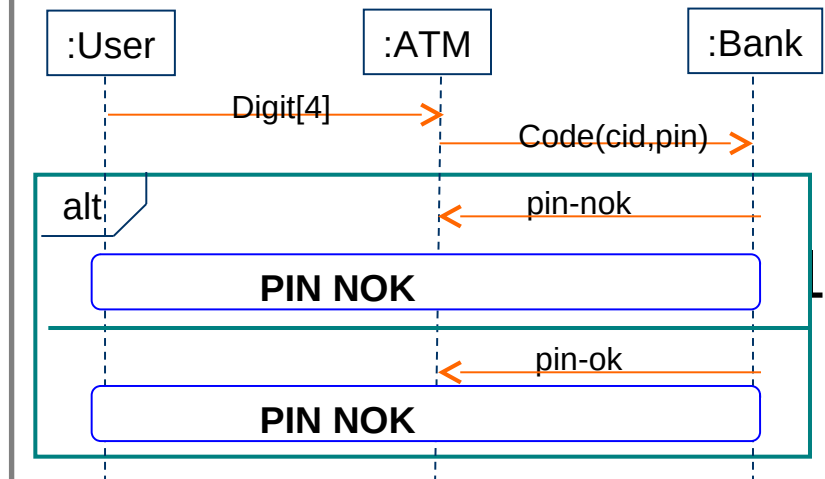 :User
:ATM
:Bank
Digit[4]
Code(cid,pin)
alt
pin-nok
PIN NOK
pin-ok
PIN NOK